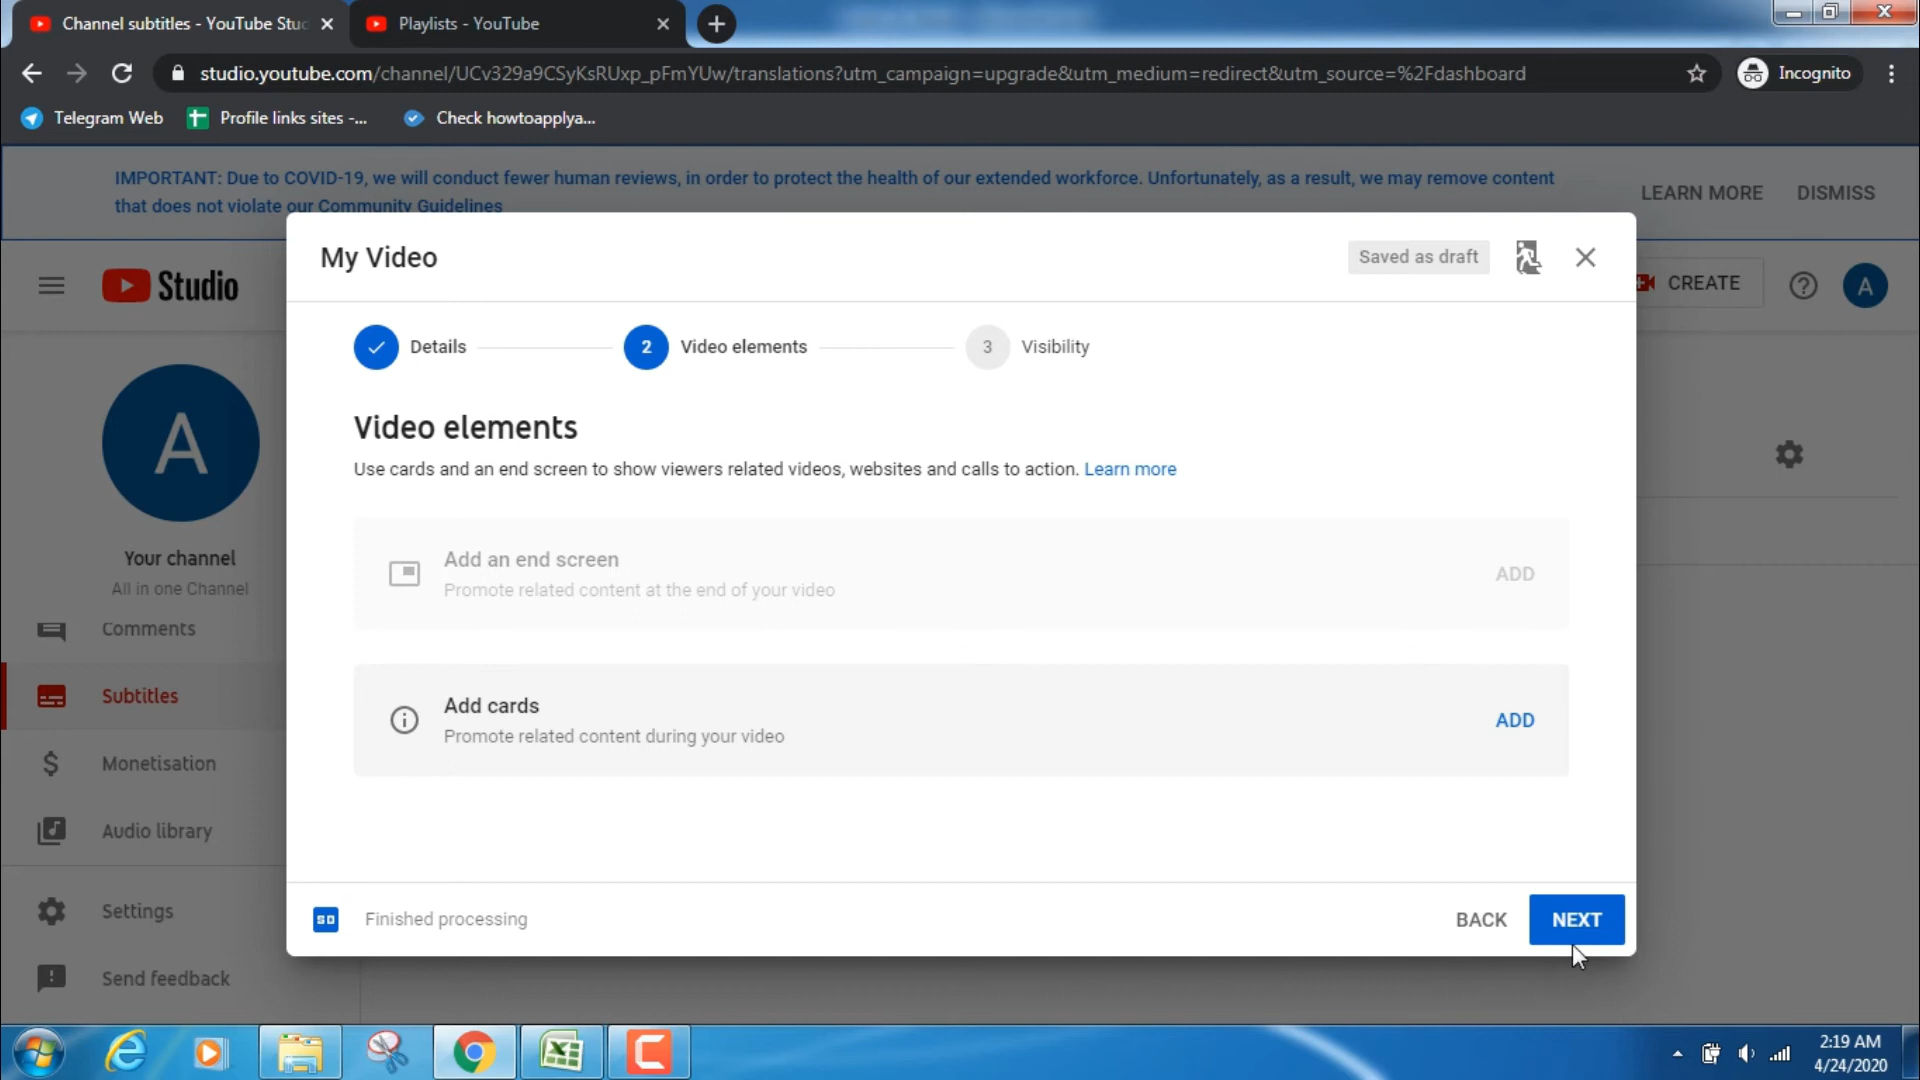 Channel subtitles - YouTube Stu
Playlists - YouTube
studio.youtube.com/channel/UCv329a9CSyKsRUxp_pFmYUw/translations?utm_campaign=upgrade&utm_medium=redirect&utm_source=%2Fdashboard
Incognito
Telegram Web
Profile links sites -...
Check howtoapplya...
IMPORTANT: Due to COVID-19, we will conduct fewer human reviews, in order to protect the health of our extended workforce. Unfortunately, as a result, we may remove content
that does not violate our Community Guidelines
LEARN MORE
DISMISS
Studio
CREATE
A
My Video
Saved as draft
Details
2
Video elements
3
Visibility
Video elements
Use cards and an end screen to show viewers related videos, websites and calls to action. Learn more
Add an end screen
Promote related content at the end of your video
ADD
Add cards
Promote related content during your video
ADD
SD
Finished processing
BACK
NEXT
A
Your channel
All in one Channel
Comments
Subtitles
Monetisation
Audio library
Settings
Send feedback
2:19 AM
4/24/2020